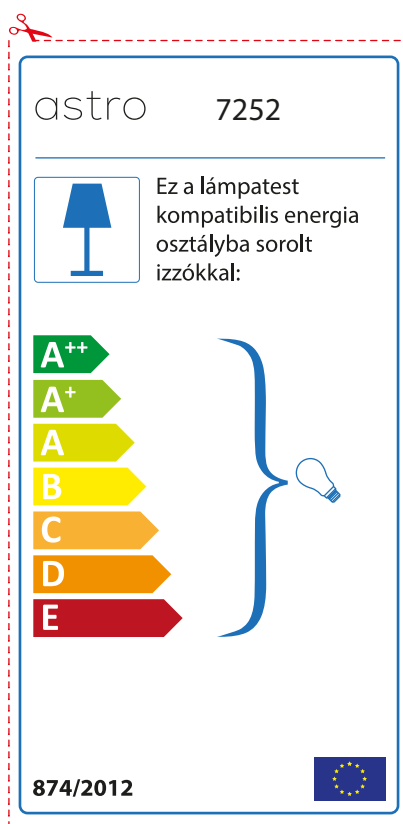 astro 7252
Ez a lámpatest
kompatibilis energia
osztályba sorolt
izzókkal:
A++
A+
A
B
C
D
E
874/2012